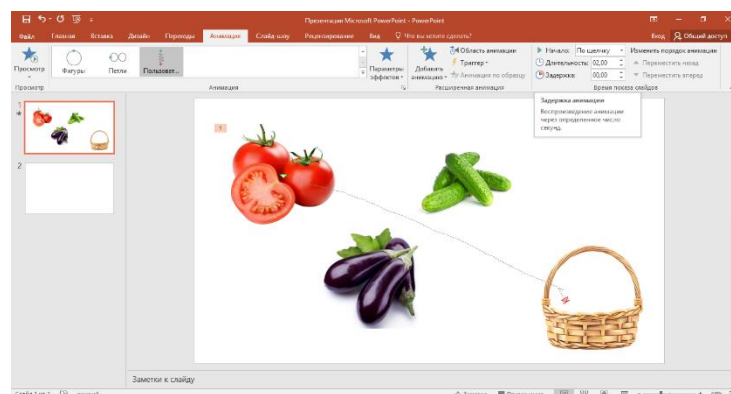 Презентация Microsoft PowerPoint - PowerPoint
Файл Главная Вставка Дизайн Переходы Анимация Слайд-шоу Рецензирование Вид Что вы хотите сделать? Вход Общий доступ
Просмотр
Фигуры Петли Пользоват...
Параметры эффектов
Добавить анимацию
Область анимации
Триггер
Анимация по образцу
Начало: По щелчку
Длительность: 02,00
Задержка: 00,00
Изменить порядок анимации
Переместить назад
Переместить вперед
Просмотр Анимация Расширенная анимация Время показа слайдов
Задержка анимации
Воспроизведение анимации
через определенное число
секунд.
1
1
2
Заметки к слайду